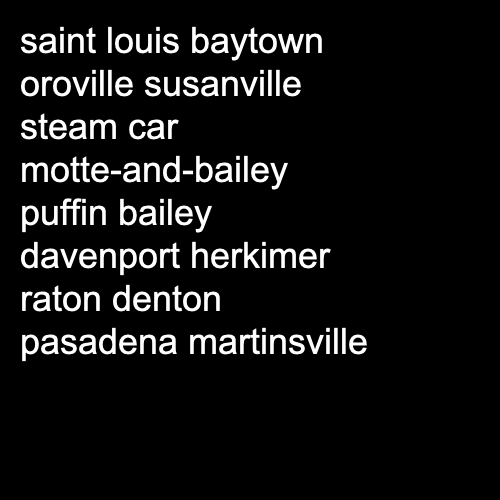 saint louis baytown
oroville susanville
steam car
motte-and-bailey
puffin bailey
davenport herkimer
raton denton
pasadena martinsville